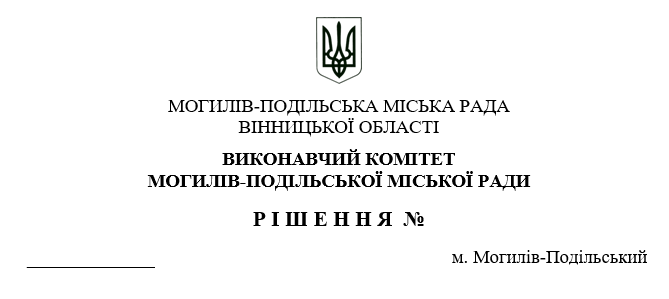 МОГИЛІВ-ПОДІЛЬСЬКА МІСЬКА РАДА
ВІННИЦЬКОЇ ОБЛАСТІ
ВИКОНАВЧИЙ КОМІТЕТ
МОГИЛІВ-ПОДІЛЬСЬКОЇ МІСЬКОЇ РАДИ
Р І Ш Е Н Н Я №
м. Могилів-Подільський